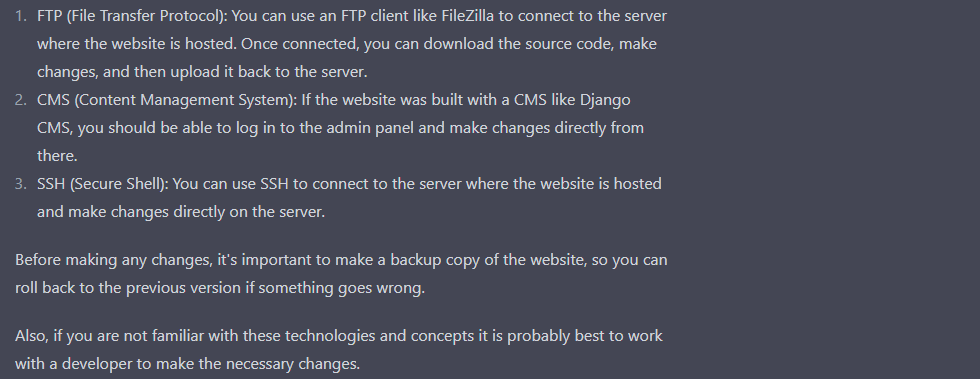 1. FTP (File Transfer Protocol): You can use an FTP client like FileZilla to connect to the server
where the website is hosted. Once connected, you can download the source code, make
changes, and then upload it back to the server.
2. CMS (Content Management System): If the website was built with a CMS like Django
CMS, you should be able to log in to the admin panel and make changes directly from
there.
3. SSH (Secure Shell): You can use SSH to connect to the server where the website is hosted
and make changes directly on the server.
Before making any changes, it's important to make a backup copy of the website, so you can
roll back to the previous version if something goes wrong.
Also, if you are not familiar with these technologies and concepts it is probably best to work
with a developer to make the necessary changes.